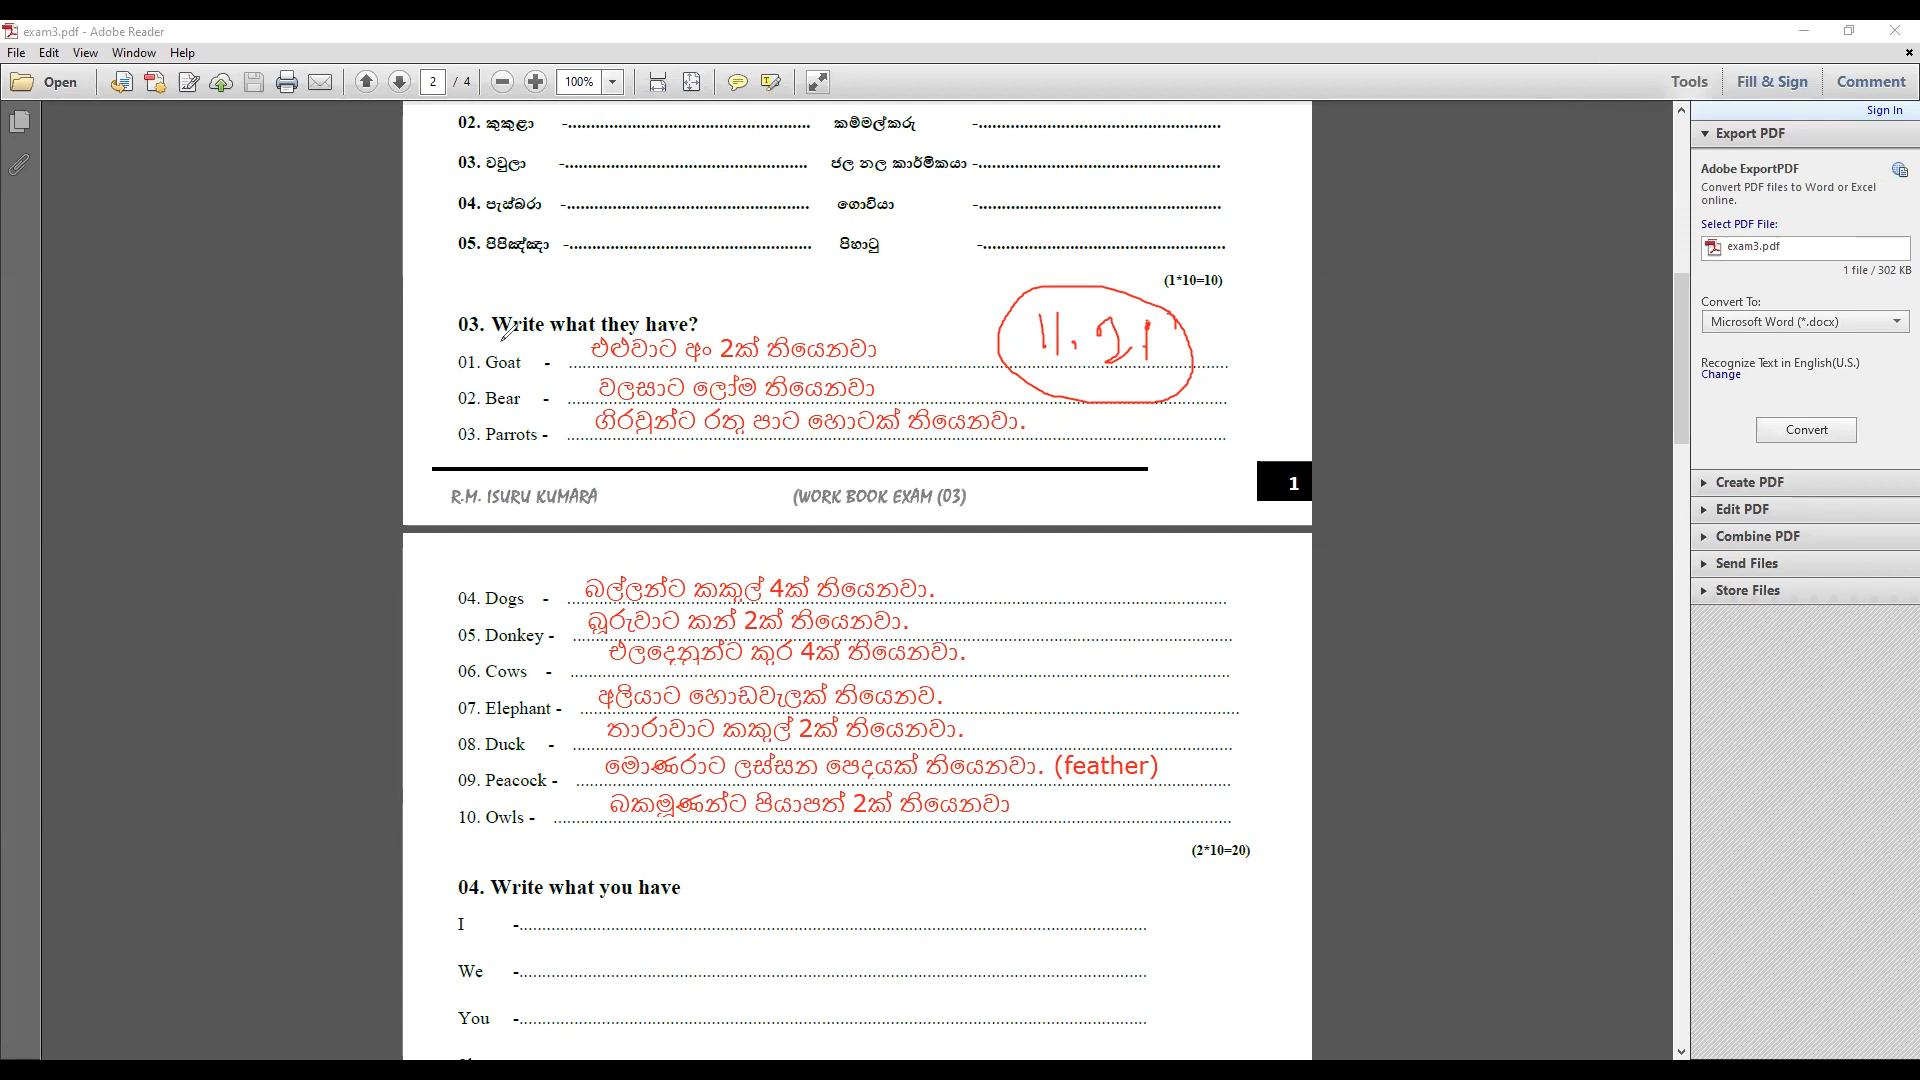 exam3.pdf - Adobe Reader
File Edit View Window Help
Open 2 / 4 100% Tools Fill & Sign Comment
Sign In
02. කුකුළා -.................................................... කම්මල්කරු -....................................................
03. වවුලා -.................................................... ජල නල කාර්මිකයා -....................................................
04. පැස්බරා -.................................................... ගොවියා -....................................................
05. පිපිඤ්ඤා -.................................................... පිහාටු -....................................................
(1*10=10)
11.21
03. Write what they have?
01. Goat - එළුවාට අං 2ක් තියෙනවා
02. Bear - වලසාට ලෝම තියෙනවා
03. Parrots - ගිරවුන්ට රතු පාට හොටක් තියෙනවා.
R.M. ISURU KUMARA (WORK BOOK EXAM (03) 1
04. Dogs - බල්ලන්ට කකුල් 4ක් තියෙනවා.
05. Donkey - බූරුවාට කන් 2ක් තියෙනවා.
06. Cows - එලදෙනුන්ට කුර 4ක් තියෙනවා.
07. Elephant - අලියාට හොඩවැලක් තියෙනව.
08. Duck - තාරාවාට කකුල් 2ක් තියෙනවා.
09. Peacock - මොණරාට ලස්සන පෙදයක් තියෙනවා. (feather)
10. Owls - බකමූණන්ට පියාපත් 2ක් තියෙනවා
(2*10=20)
04. Write what you have
I -....................................................
We -....................................................
You -....................................................
Export PDF
Adobe ExportPDF
Convert PDF files to Word or Excel
online.
Select PDF File:
exam3.pdf
1 file / 302 KB
Convert To:
Microsoft Word (*.docx)
Recognize Text in English(U.S.)
Change
Convert
Create PDF
Edit PDF
Combine PDF
Send Files
Store Files